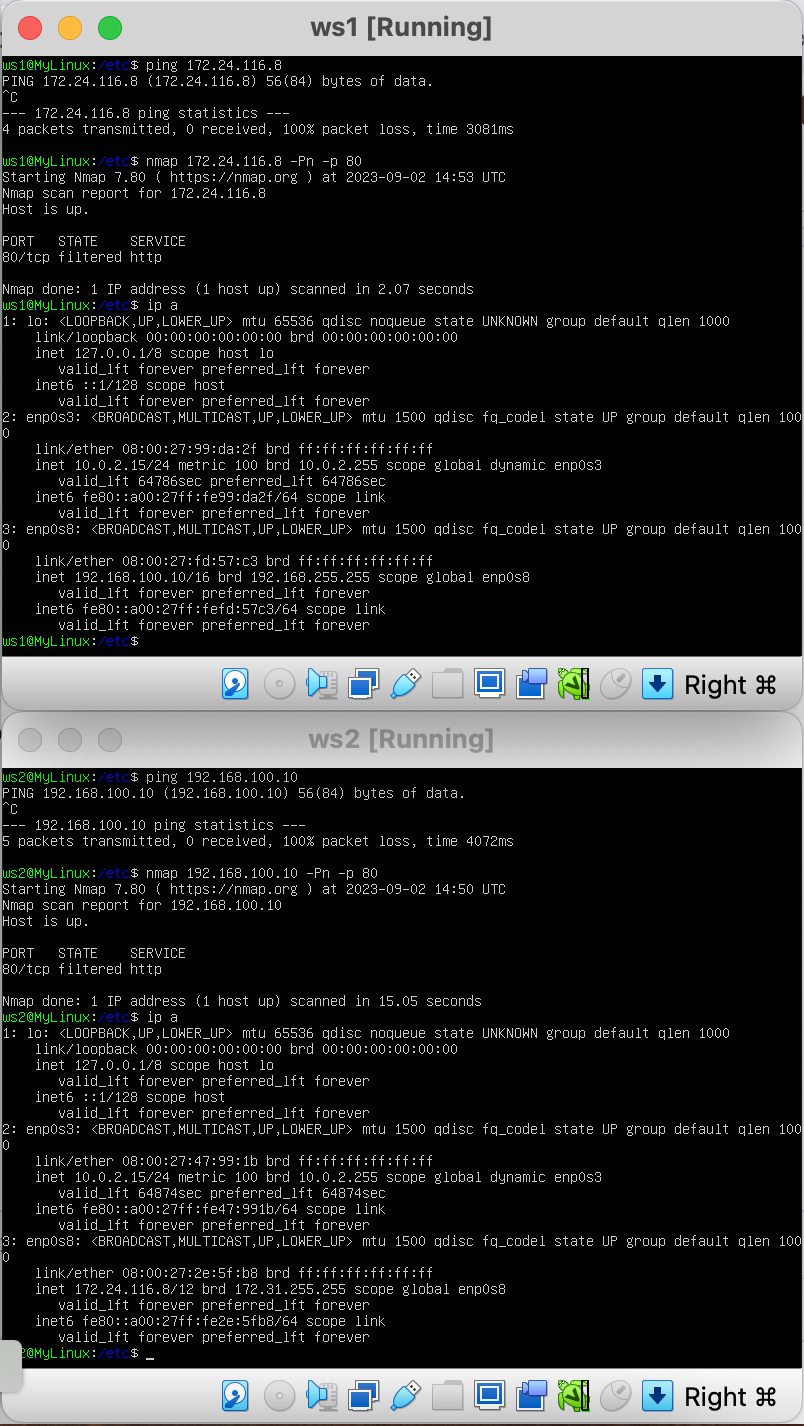 ws1 [Running]
ws1@MyLinux:/etc$ ping 172.24.116.8
PING 172.24.116.8 (172.24.116.8) 56(84) bytes of data.
^C
--- 172.24.116.8 ping statistics ---
4 packets transmitted, 0 received, 100% packet loss, time 3081ms
ws1@MyLinux:/etc$ nmap 172.24.116.8 -Pn -p 80
Starting Nmap 7.80 ( https://nmap.org ) at 2023-09-02 14:53 UTC
Nmap scan report for 172.24.116.8
Host is up.
PORT   STATE    SERVICE
80/tcp filtered http
Nmap done: 1 IP address (1 host up) scanned in 2.07 seconds
ws1@MyLinux:/etc$ ip a
1: lo: <LOOPBACK,UP,LOWER_UP> mtu 65536 qdisc noqueue state UNKNOWN group default qlen 1000
    link/loopback 00:00:00:00:00:00 brd 00:00:00:00:00:00
    inet 127.0.0.1/8 scope host lo
       valid_lft forever preferred_lft forever
    inet6 ::1/128 scope host
       valid_lft forever preferred_lft forever
2: enp0s3: <BROADCAST,MULTICAST,UP,LOWER_UP> mtu 1500 qdisc fq_codel state UP group default qlen 100
0
    link/ether 08:00:27:99:da:2f brd ff:ff:ff:ff:ff:ff
    inet 10.0.2.15/24 metric 100 brd 10.0.2.255 scope global dynamic enp0s3
       valid_lft 64786sec preferred_lft 64786sec
    inet6 fe80::a00:27ff:fe99:da2f/64 scope link
       valid_lft forever preferred_lft forever
3: enp0s8: <BROADCAST,MULTICAST,UP,LOWER_UP> mtu 1500 qdisc fq_codel state UP group default qlen 100
0
    link/ether 08:00:27:fd:57:c3 brd ff:ff:ff:ff:ff:ff
    inet 192.168.100.10/16 brd 192.168.255.255 scope global enp0s8
       valid_lft forever preferred_lft forever
    inet6 fe80::a00:27ff:fefd:57c3/64 scope link
       valid_lft forever preferred_lft forever
ws1@MyLinux:/etc$
Right ⌘
ws2 [Running]
ws2@MyLinux:/etc$ ping 192.168.100.10
PING 192.168.100.10 (192.168.100.10) 56(84) bytes of data.
^C
--- 192.168.100.10 ping statistics ---
5 packets transmitted, 0 received, 100% packet loss, time 4072ms
ws2@MyLinux:/etc$ nmap 192.168.100.10 -Pn -p 80
Starting Nmap 7.80 ( https://nmap.org ) at 2023-09-02 14:50 UTC
Nmap scan report for 192.168.100.10
Host is up.
PORT   STATE    SERVICE
80/tcp filtered http
Nmap done: 1 IP address (1 host up) scanned in 15.05 seconds
ws2@MyLinux:/etc$ ip a
1: lo: <LOOPBACK,UP,LOWER_UP> mtu 65536 qdisc noqueue state UNKNOWN group default qlen 1000
    link/loopback 00:00:00:00:00:00 brd 00:00:00:00:00:00
    inet 127.0.0.1/8 scope host lo
       valid_lft forever preferred_lft forever
    inet6 ::1/128 scope host
       valid_lft forever preferred_lft forever
2: enp0s3: <BROADCAST,MULTICAST,UP,LOWER_UP> mtu 1500 qdisc fq_codel state UP group default qlen 100
0
    link/ether 08:00:27:47:99:1b brd ff:ff:ff:ff:ff:ff
    inet 10.0.2.15/24 metric 100 brd 10.0.2.255 scope global dynamic enp0s3
       valid_lft 64874sec preferred_lft 64874sec
    inet6 fe80::a00:27ff:fe47:991b/64 scope link
       valid_lft forever preferred_lft forever
3: enp0s8: <BROADCAST,MULTICAST,UP,LOWER_UP> mtu 1500 qdisc fq_codel state UP group default qlen 100
0
    link/ether 08:00:27:2e:5f:b8 brd ff:ff:ff:ff:ff:ff
    inet 172.24.116.8/12 brd 172.31.255.255 scope global enp0s8
       valid_lft forever preferred_lft forever
    inet6 fe80::a00:27ff:fe2e:5fb8/64 scope link
       valid_lft forever preferred_lft forever
2@MyLinux:/etc$ _
Right ⌘